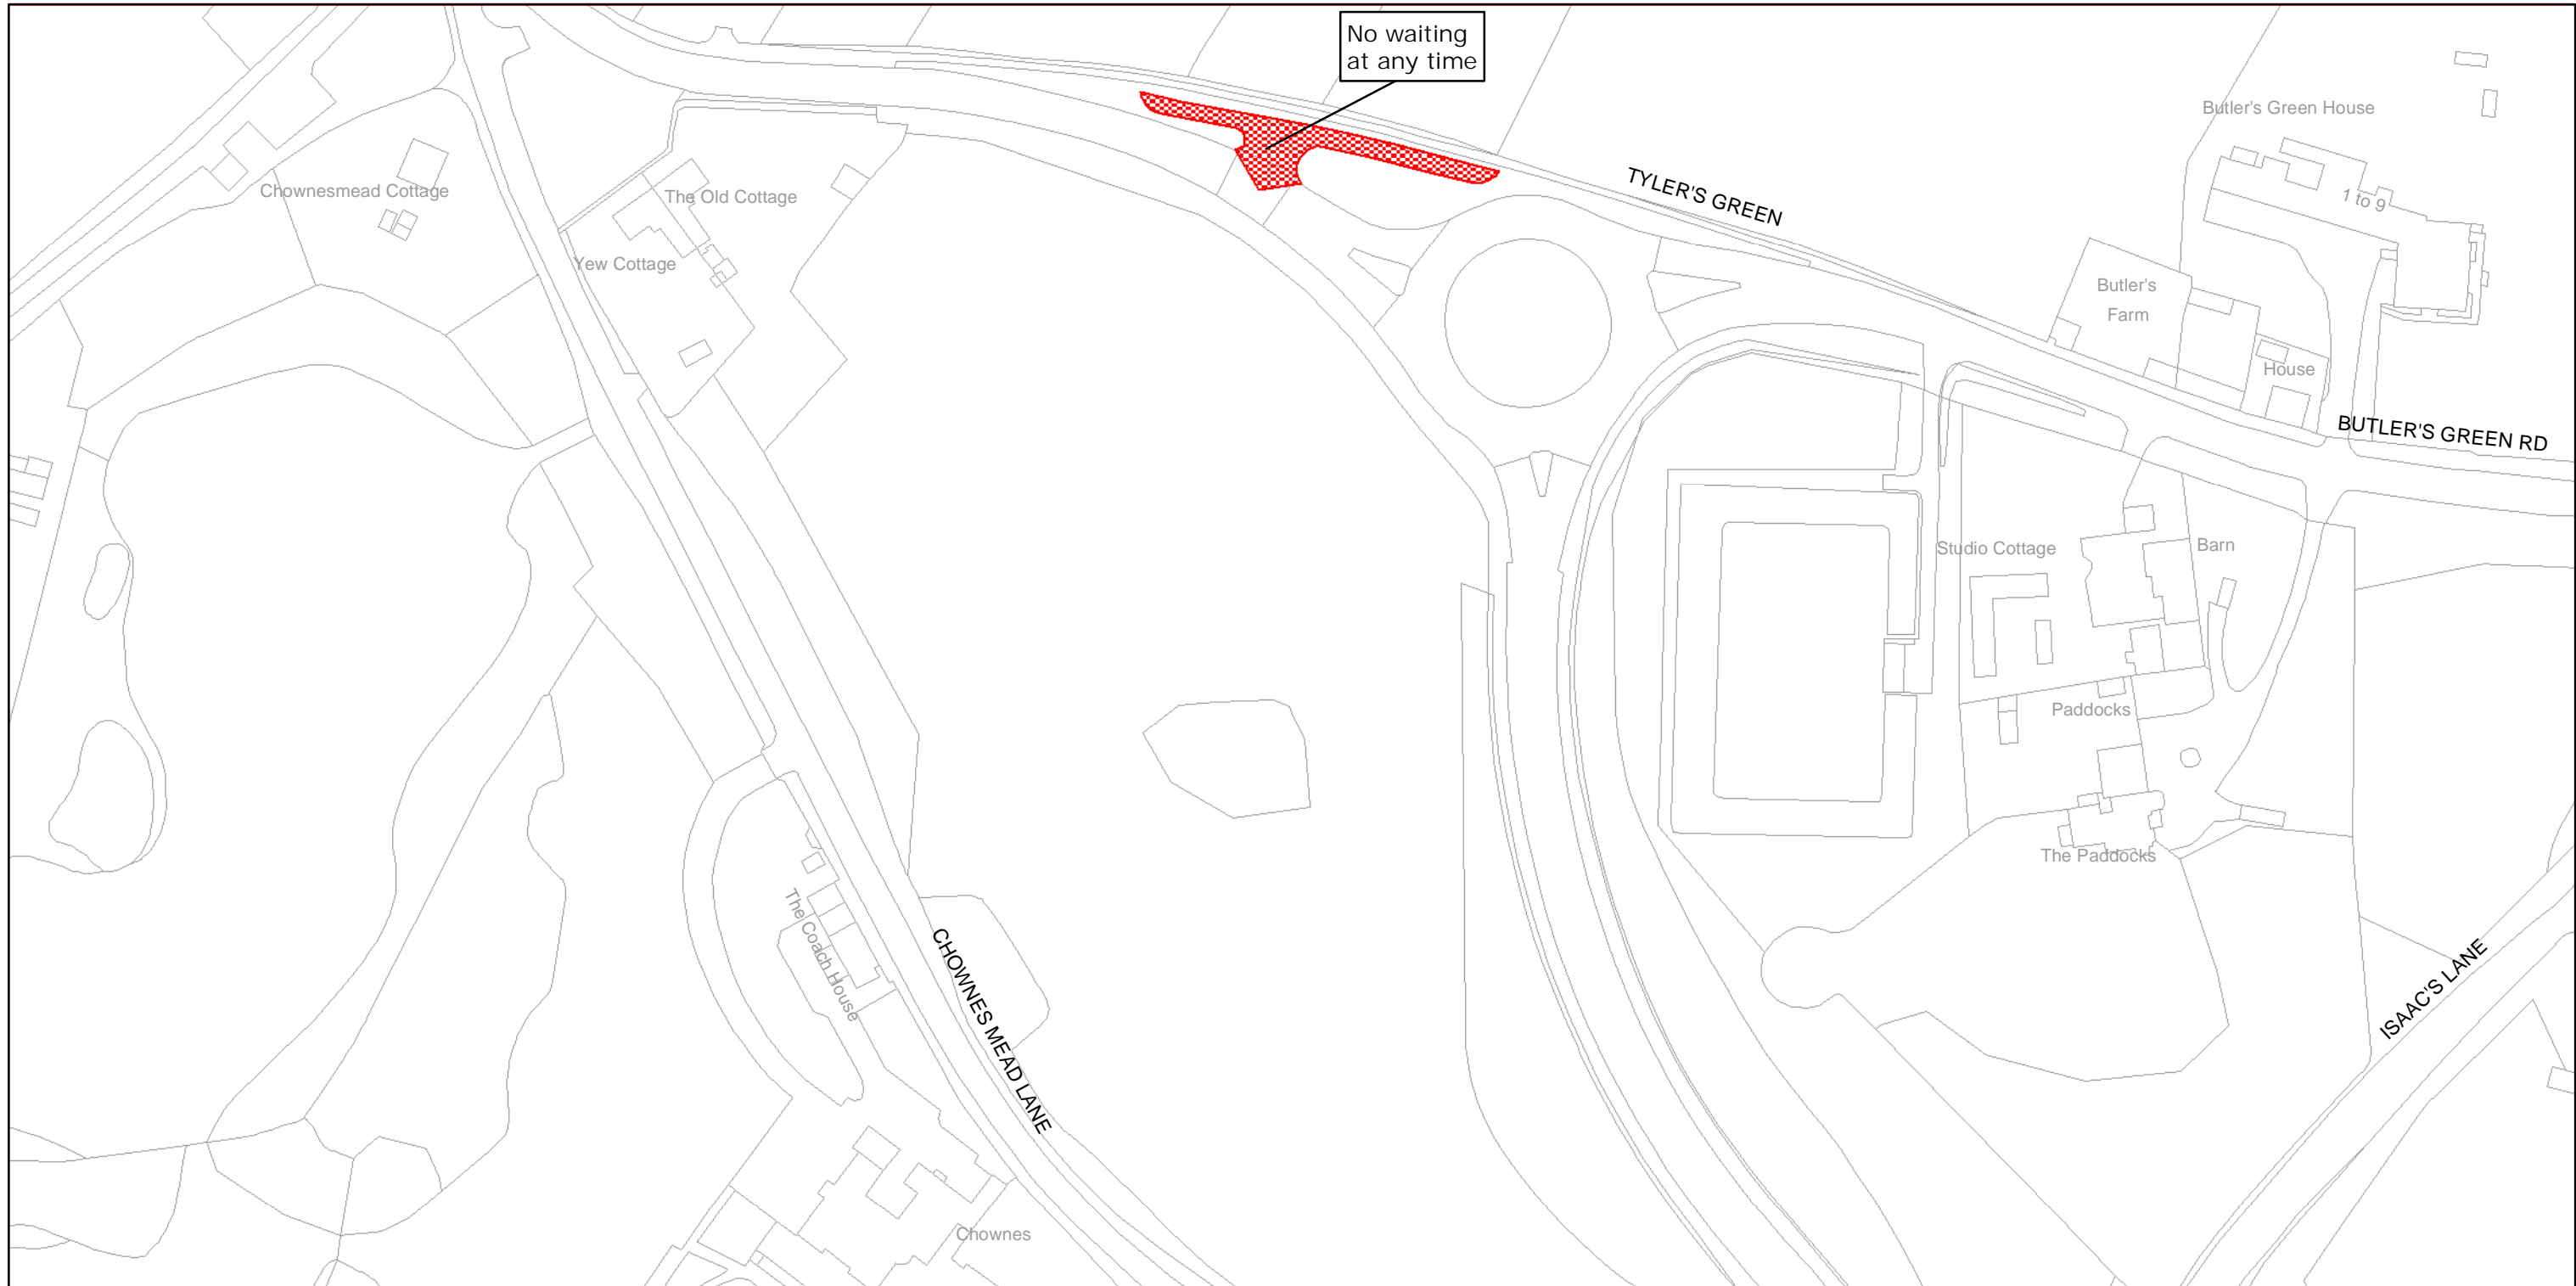 No waiting
at any time
Butler's Green House
TYLER'S GREEN
1 to 9
Chownesmead Cottage
The Old Cottage
Yew Cottage
Butler's
Farm
House
BUTLER'S GREEN RD
Studio Cottage
Barn
Paddocks
The Paddocks
The Coach House
CHOWNES MEAD LANE
ISAAC'S LANE
Chownes